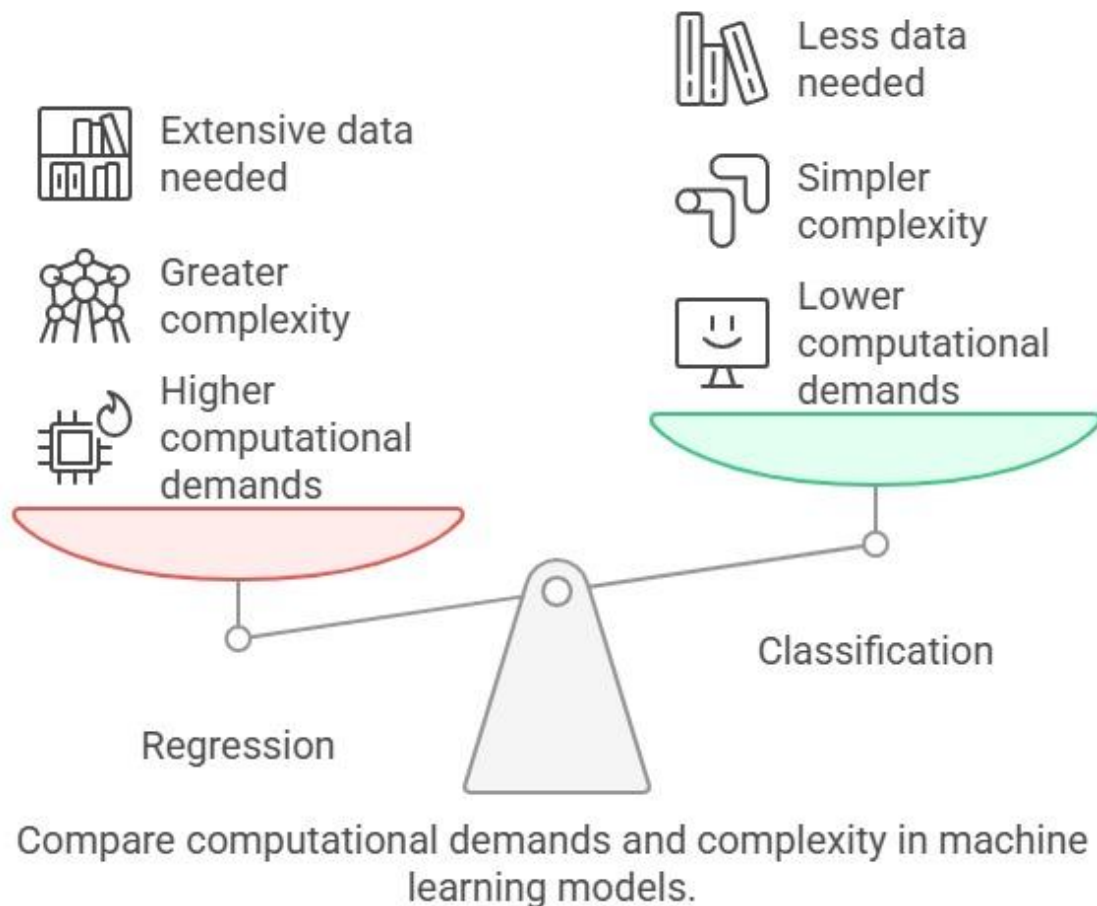 Extensive data
needed
Greater
complexity
Higher
computational
demands
Less data
needed
Simpler
complexity
Lower
computational
demands
Regression
Classification
Compare computational demands and complexity in machine
learning models.